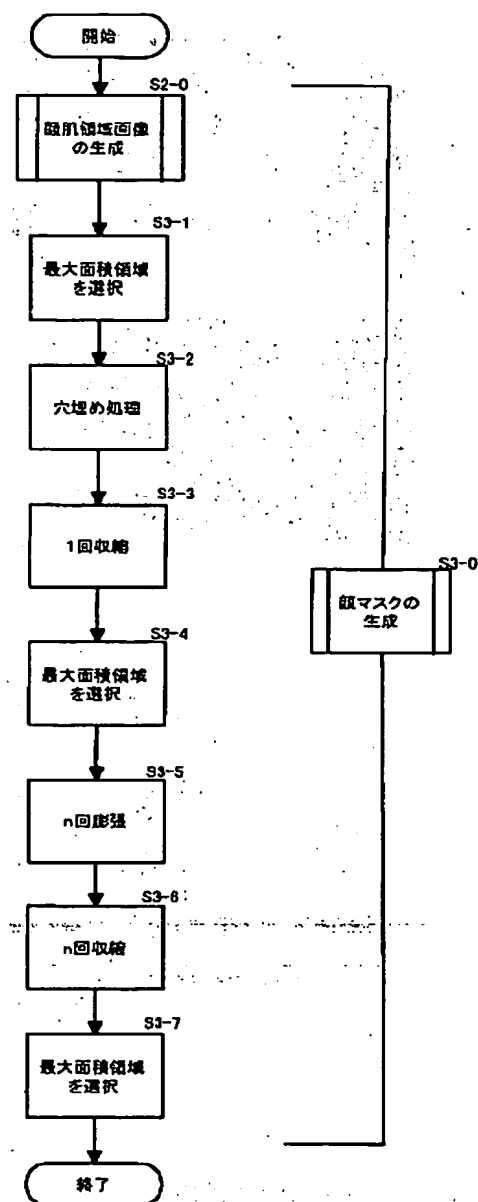 開始
S2-0
顔肌領域画像
の生成
S3-1
最大面積領域
を選択
S3-2
穴埋め処理
S3-3
1回収縮
S3-4
最大面積領域
を選択
S3-5
n回膨張
S3-6
n回収縮
S3-7
最大面積領域
を選択
終了
S3-0
顔マスクの
生成